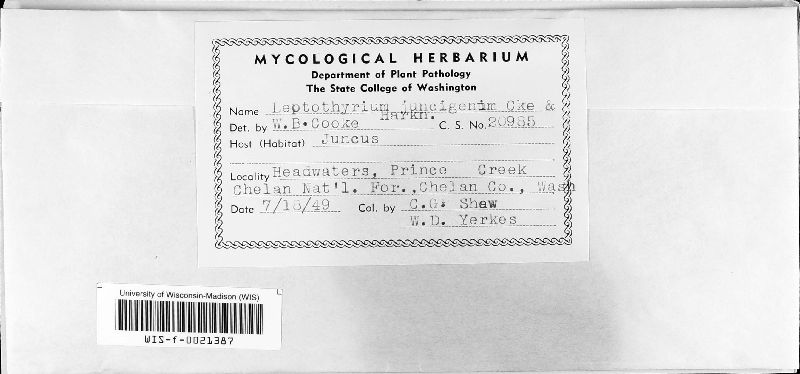 MYCOLOGICAL HERBARIUM
Department of Plant Pathology
The State College of Washington
Name Leptothyrium juncigenim Cke &
Harkn.
Det. by W.B.Cooke C. S. No. 20985
Host (Habitat) Juncus
Locality Headwaters, Prince Creek
Chelan Nat'l. For., Chelan Co., Wash
Date 7/16/49 Col. by C.G. Shaw
W.D. Yerkes
University of Wisconsin-Madison (WIS)
WIS-f-0021387